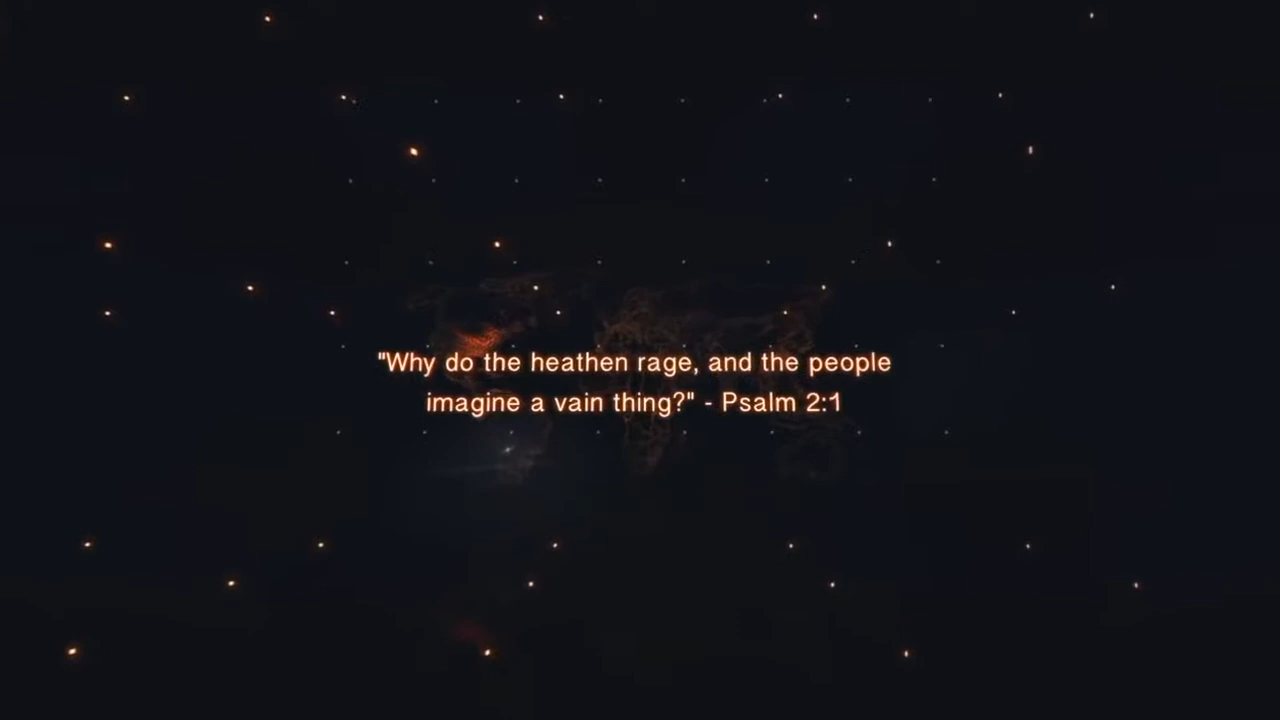 "Why do the heathen rage, and the people
imagine a vain thing?" - Psalm 2:1